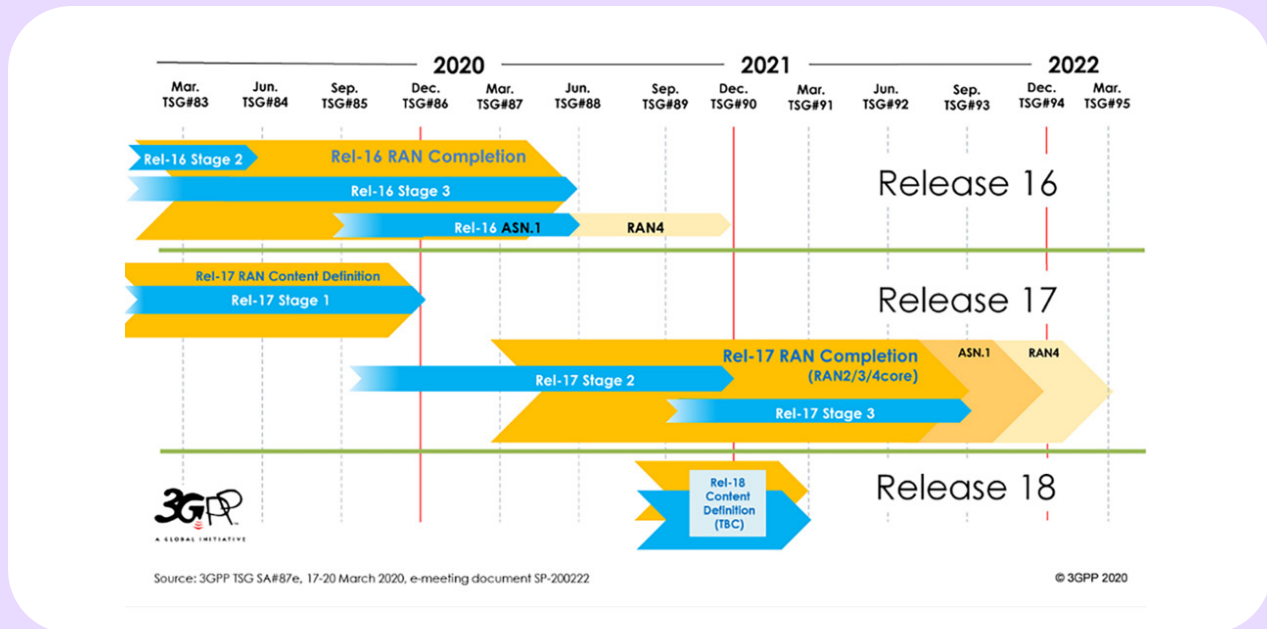 2020 2021 2022
Mar. Jun. Sep. Dec. Mar. Jun. Sep. Dec. Mar. Jun. Sep. Dec. Mar.
TSG#83 TSG#84 TSG#85 TSG#86 TSG#87 TSG#88 TSG#89 TSG#90 TSG#91 TSG#92 TSG#93 TSG#94 TSG#95
Rel-16 Stage 2 Rel-16 RAN Completion
Rel-16 Stage 3
Release 16
Rel-16 ASN.1 RAN4
Rel-17 RAN Content Definition
Rel-17 Stage 1
Release 17
Rel-17 RAN Completion ASN.1 RAN4
(RAN2/3/4core)
Rel-17 Stage 2
Rel-17 Stage 3
Release 18
Rel-18
Content
Definition
(TBC)
3GPP
A GLOBAL INITIATIVE
Source: 3GPP TSG SA#87e, 17-20 March 2020, e-meeting document SP-200222
© 3GPP 2020